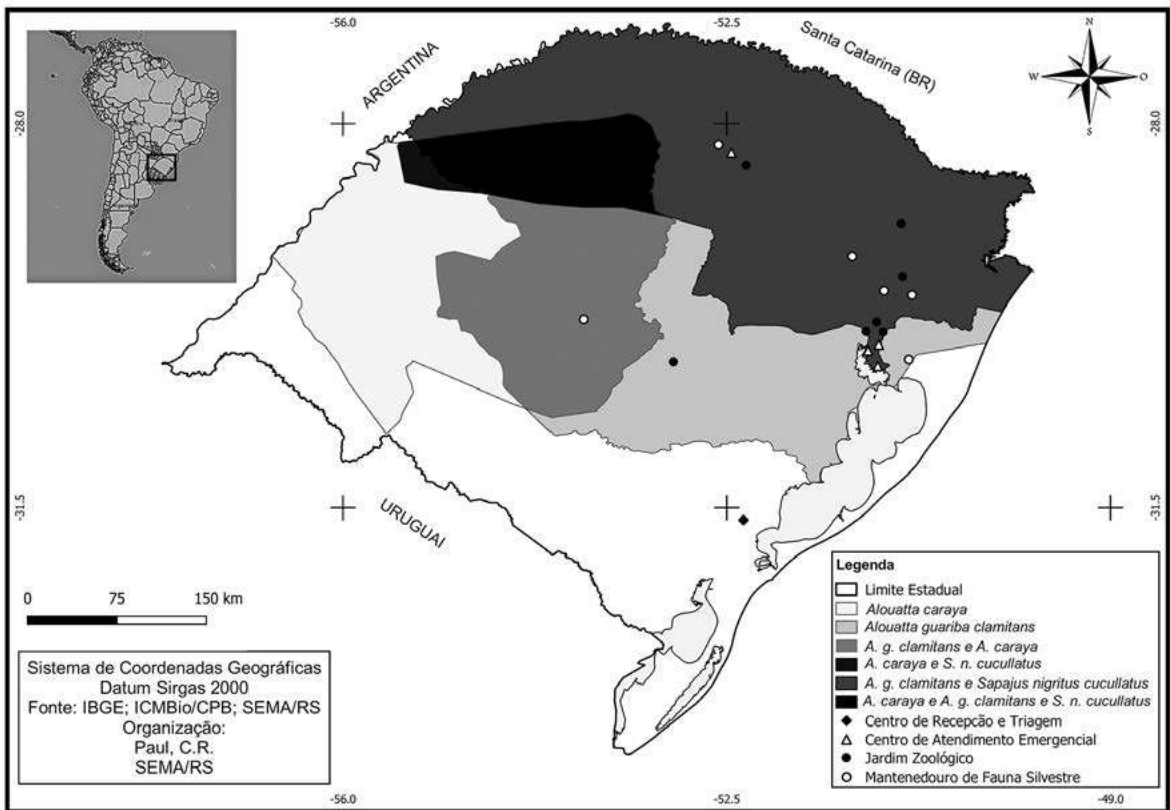 -56.0
-52.5
Santa Catarina (BR)
ARGENTINA
N
W
O
S
-28.0
-28.0
-31.5
-31.5
URUGUAI
0 75 150 km
Sistema de Coordenadas Geográficas
Datum Sirgas 2000
Fonte: IBGE; ICMBio/CPB; SEMA/RS
Organização:
Paul, C.R.
SEMA/RS
Legenda
Limite Estadual
Alouatta caraya
Alouatta guariba clamitans
A. g. clamitans e A. caraya
A. caraya e S. n. cucullatus
A. g. clamitans e Sapajus nigritus cucullatus
A. caraya e A. g. clamitans e S. n. cucullatus
Centro de Recepção e Triagem
Centro de Atendimento Emergencial
Jardim Zoológico
Mantenedouro de Fauna Silvestre
-56.0
-52.5
-49.0